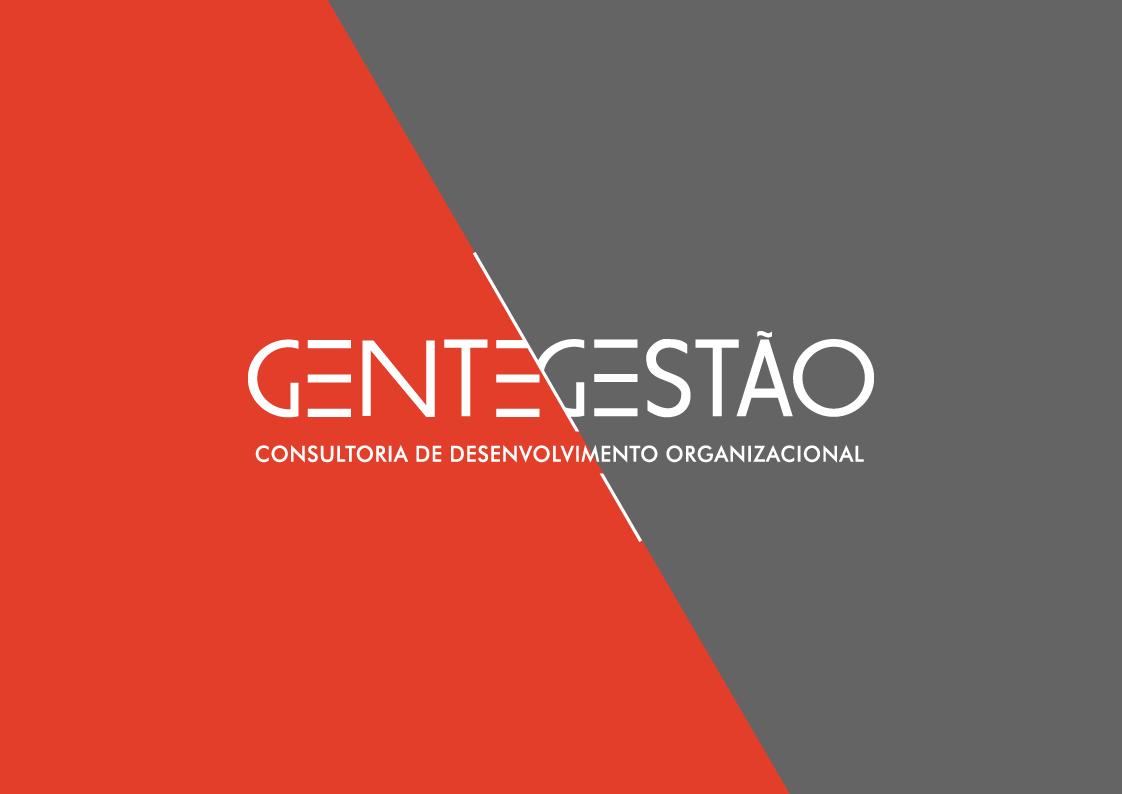 GENTEGESTÃO
CONSULTORIA DE DESENVOLVIMENTO ORGANIZACIONAL